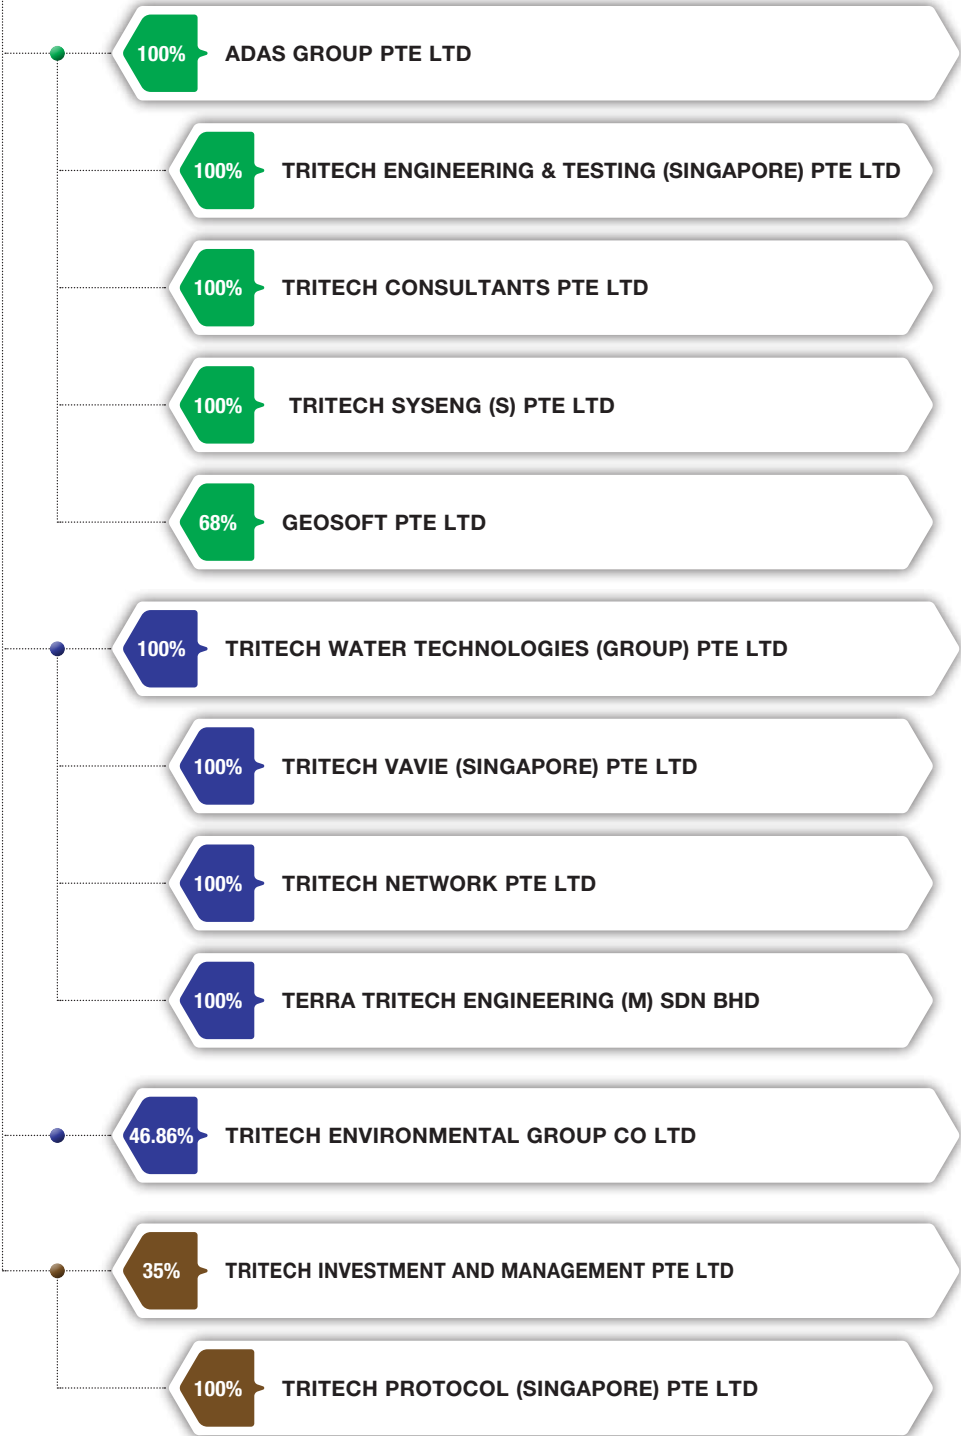 100% ADAS GROUP PTE LTD
100% TRITECH ENGINEERING & TESTING (SINGAPORE) PTE LTD
100% TRITECH CONSULTANTS PTE LTD
100% TRITECH SYSENG (S) PTE LTD
68% GEOSOFT PTE LTD
100% TRITECH WATER TECHNOLOGIES (GROUP) PTE LTD
100% TRITECH VAVIE (SINGAPORE) PTE LTD
100% TRITECH NETWORK PTE LTD
100% TERRA TRITECH ENGINEERING (M) SDN BHD
46.86% TRITECH ENVIRONMENTAL GROUP CO LTD
35% TRITECH INVESTMENT AND MANAGEMENT PTE LTD
100% TRITECH PROTOCOL (SINGAPORE) PTE LTD